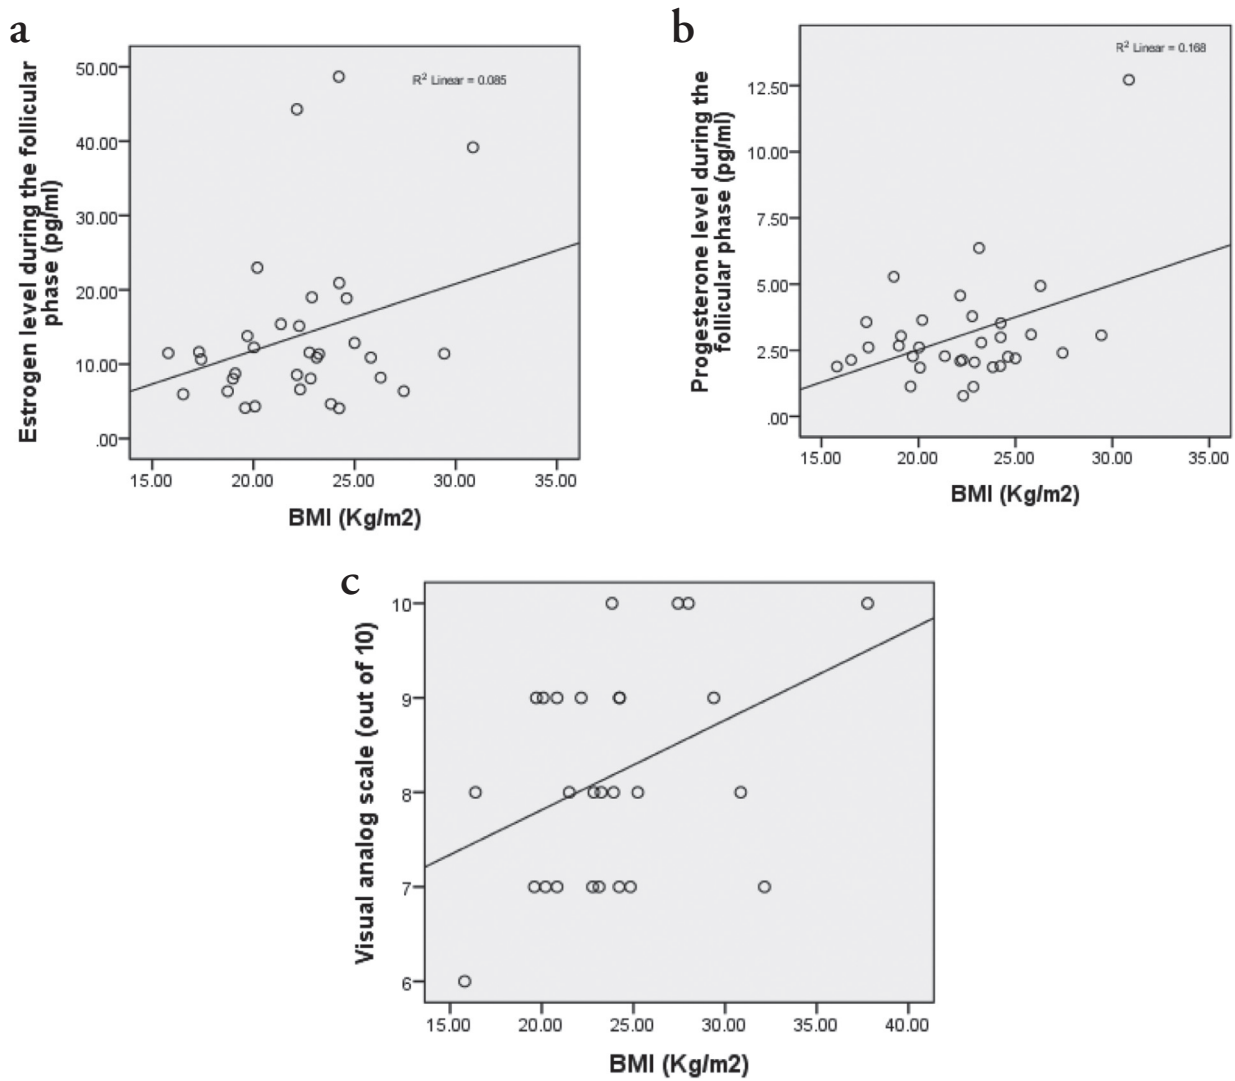 a
Estrogen level during the follicular
phase (pg/ml)
50.00
40.00
30.00
20.00
10.00
.00
R² Linear = 0.085
15.00 20.00 25.00 30.00 35.00
BMI (Kg/m2)
b
Progesterone level during the
follicular phase (pg/ml)
12.50
10.00
7.50
5.00
2.50
.00
R² Linear = 0.168
15.00 20.00 25.00 30.00 35.00
BMI (Kg/m2)
c
Visual analog scale (out of 10)
10
9
8
7
6
15.00 20.00 25.00 30.00 35.00 40.00
BMI (Kg/m2)